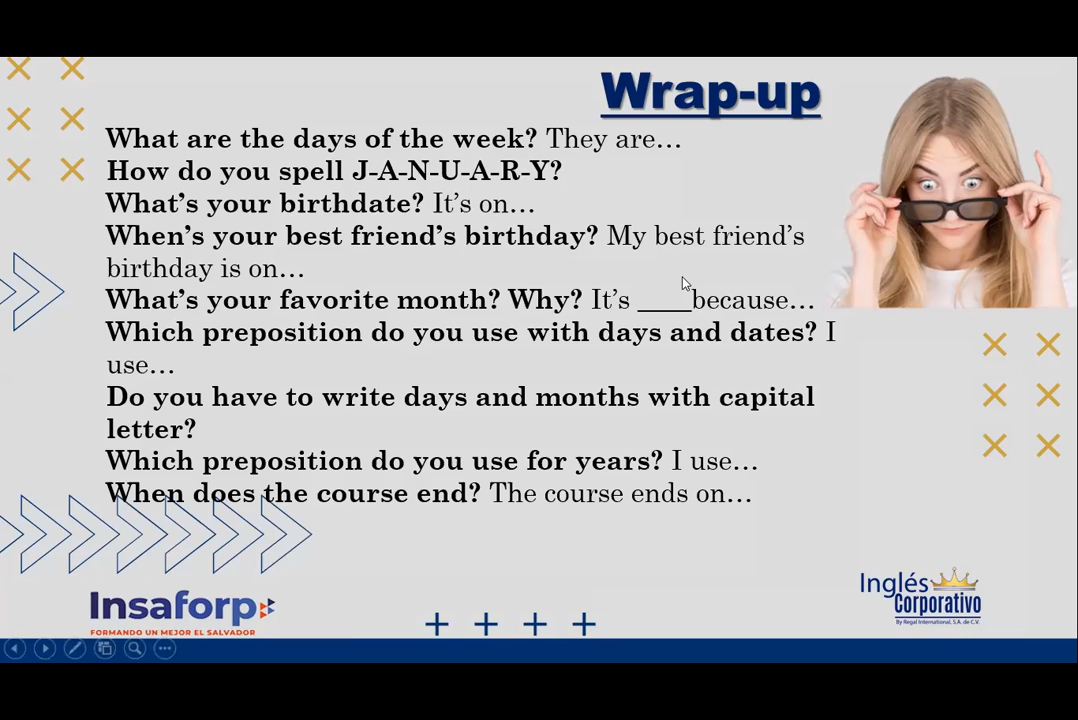 Wrap-up
What are the days of the week? They are…
How do you spell J-A-N-U-A-R-Y?
What's your birthdate? It's on…
When's your best friend's birthday? My best friend's
birthday is on…
What's your favorite month? Why? It's ____because…
Which preposition do you use with days and dates? I
use…
Do you have to write days and months with capital
letter?
Which preposition do you use for years? I use…
When does the course end? The course ends on…
Insaforp
FORMANDO UN MEJOR EL SALVADOR
Inglés
Corporativo
By Regal International, S.A. de C.V.